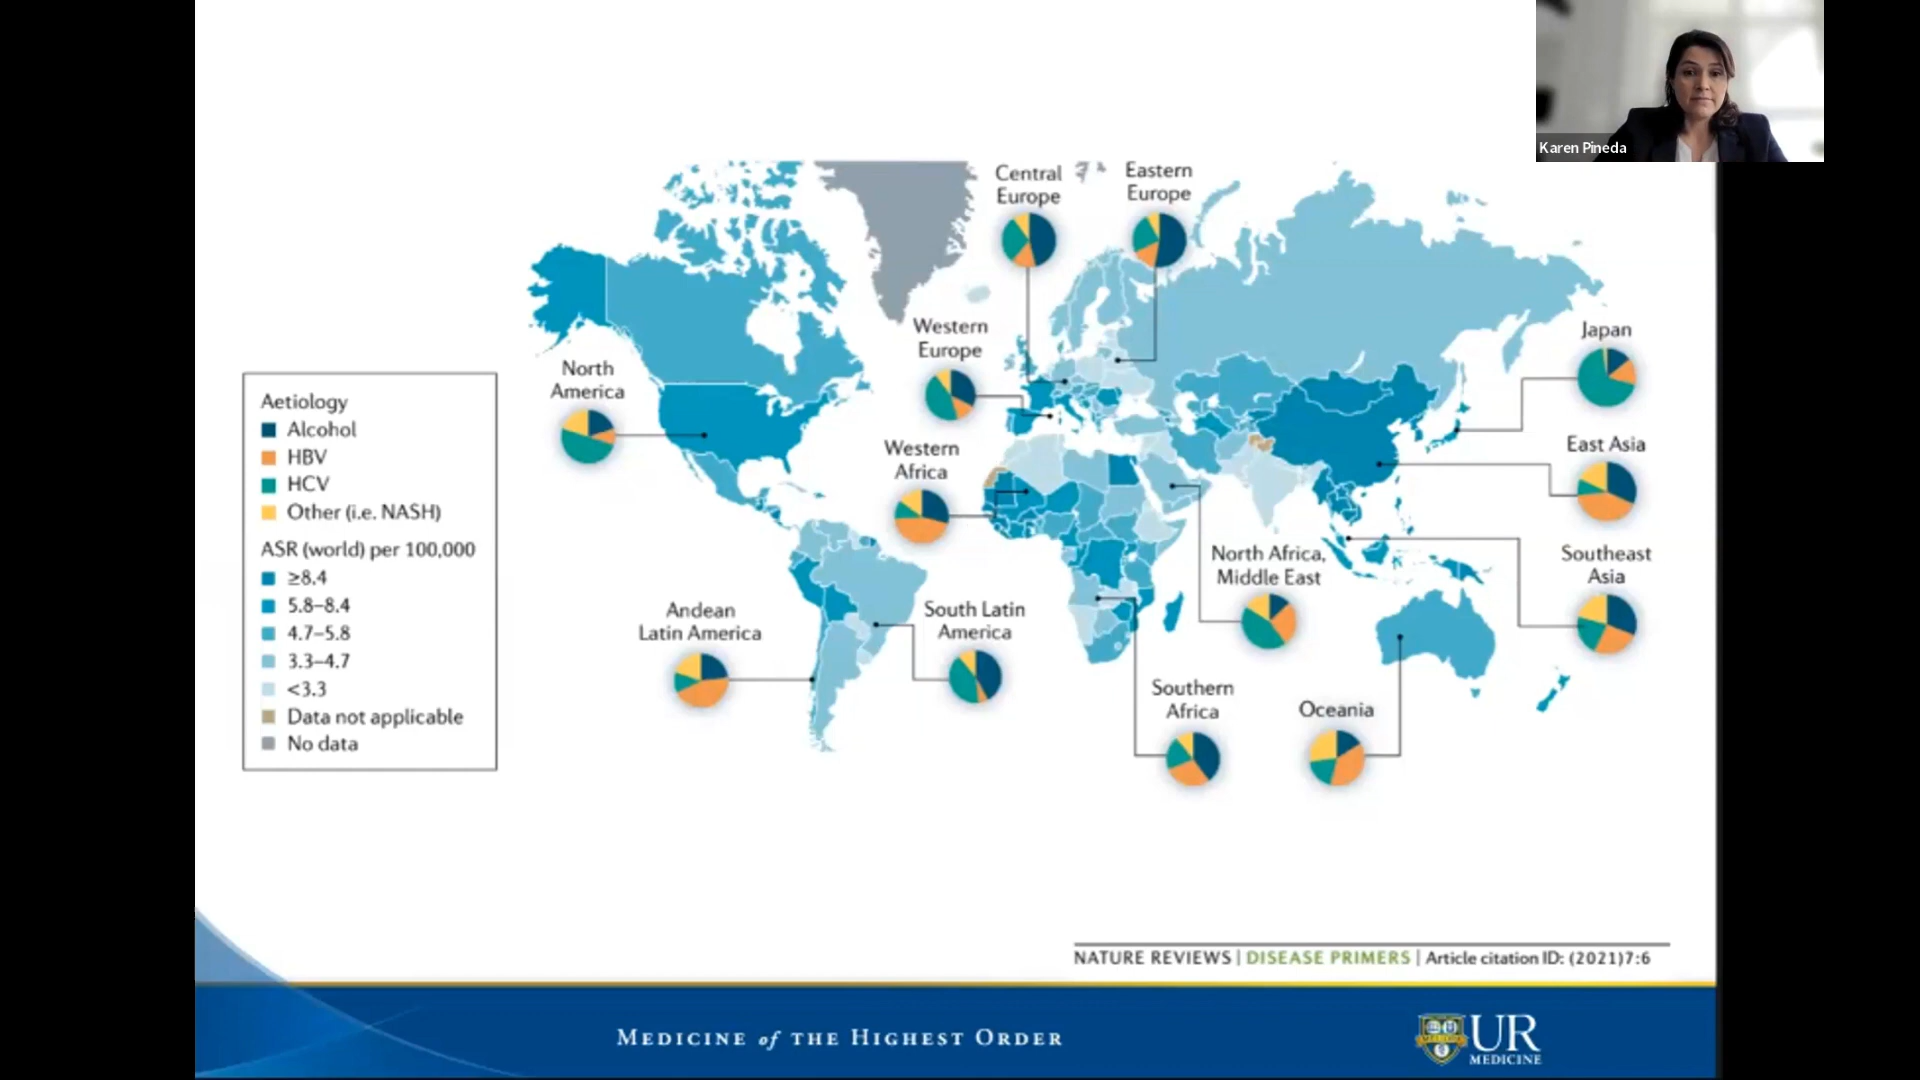 Karen Pineda
Central
Europe
Eastern
Europe
Western
Europe
Japan
North
America
Aetiology
Alcohol
HBV
HCV
Other (i.e. NASH)
ASR (world) per 100,000
≥8.4
5.8–8.4
4.7–5.8
3.3–4.7
<3.3
Data not applicable
No data
Western
Africa
East Asia
North Africa,
Middle East
Southeast
Asia
Andean
Latin America
South Latin
America
Southern
Africa
Oceania
NATURE REVIEWS | DISEASE PRIMERS | Article citation ID: (2021)7:6
MEDICINE of THE HIGHEST ORDER
UR
MEDICINE